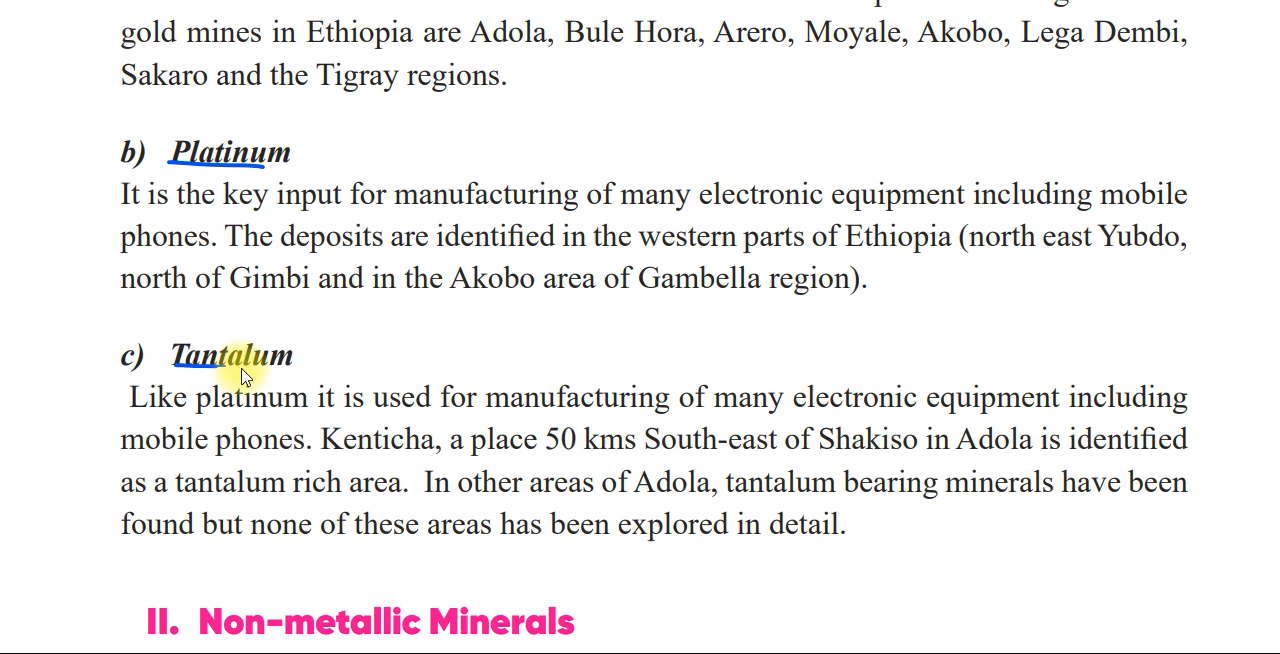 gold mines in Ethiopia are Adola, Bule Hora, Arero, Moyale, Akobo, Lega Dembi,
Sakaro and the Tigray regions.
b) Platinum
It is the key input for manufacturing of many electronic equipment including mobile
phones. The deposits are identified in the western parts of Ethiopia (north east Yubdo,
north of Gimbi and in the Akobo area of Gambella region).
c) Tantalum
Like platinum it is used for manufacturing of many electronic equipment including
mobile phones. Kenticha, a place 50 kms South-east of Shakiso in Adola is identified
as a tantalum rich area. In other areas of Adola, tantalum bearing minerals have been
found but none of these areas has been explored in detail.
II. Non-metallic Minerals